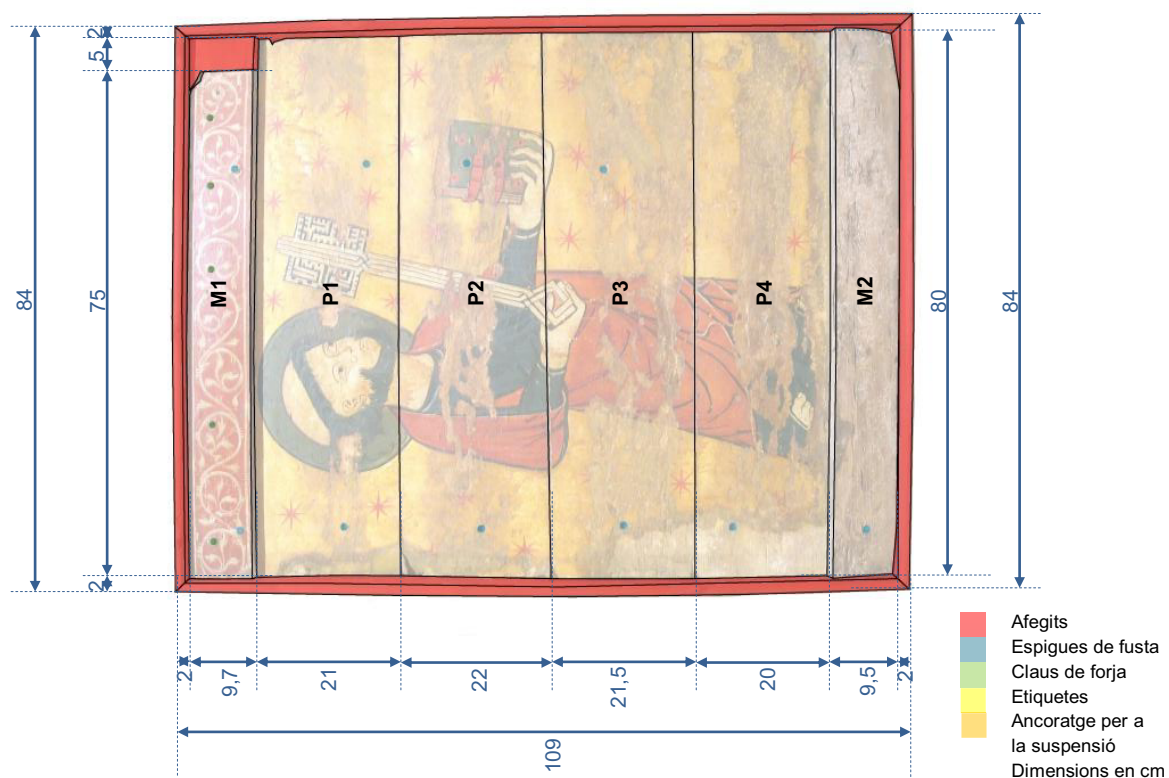 2
5
84
75
2
M1
P1
P2
P3
P4
M2
80
84
2
9,7
21
22
21,5
20
9,5
2
109
Afegits
Espigues de fusta
Claus de forja
Etiquetes
Ancoratge per a
la suspensió
Dimensions en cm